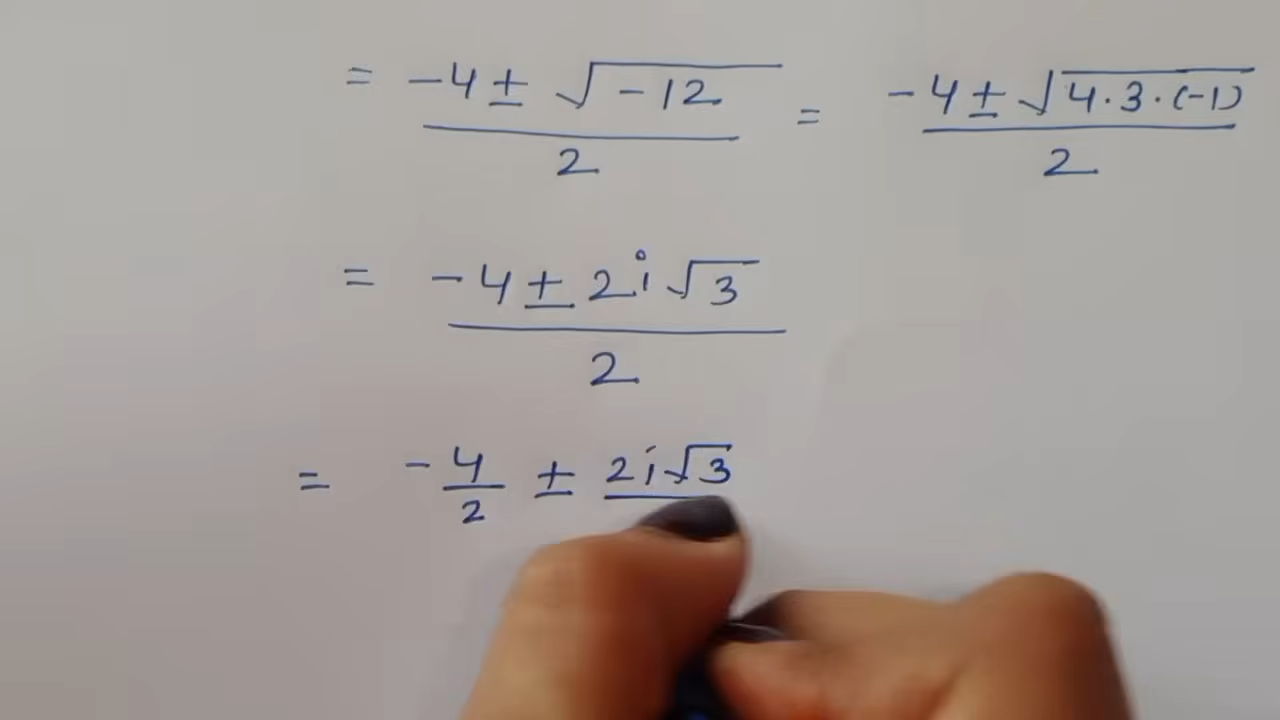 = (-4 ± √(-12))/2 = (-4 ± √(4·3·(-1)))/2
= (-4 ± 2i√3)/2
= -4/2 ± 2i√3